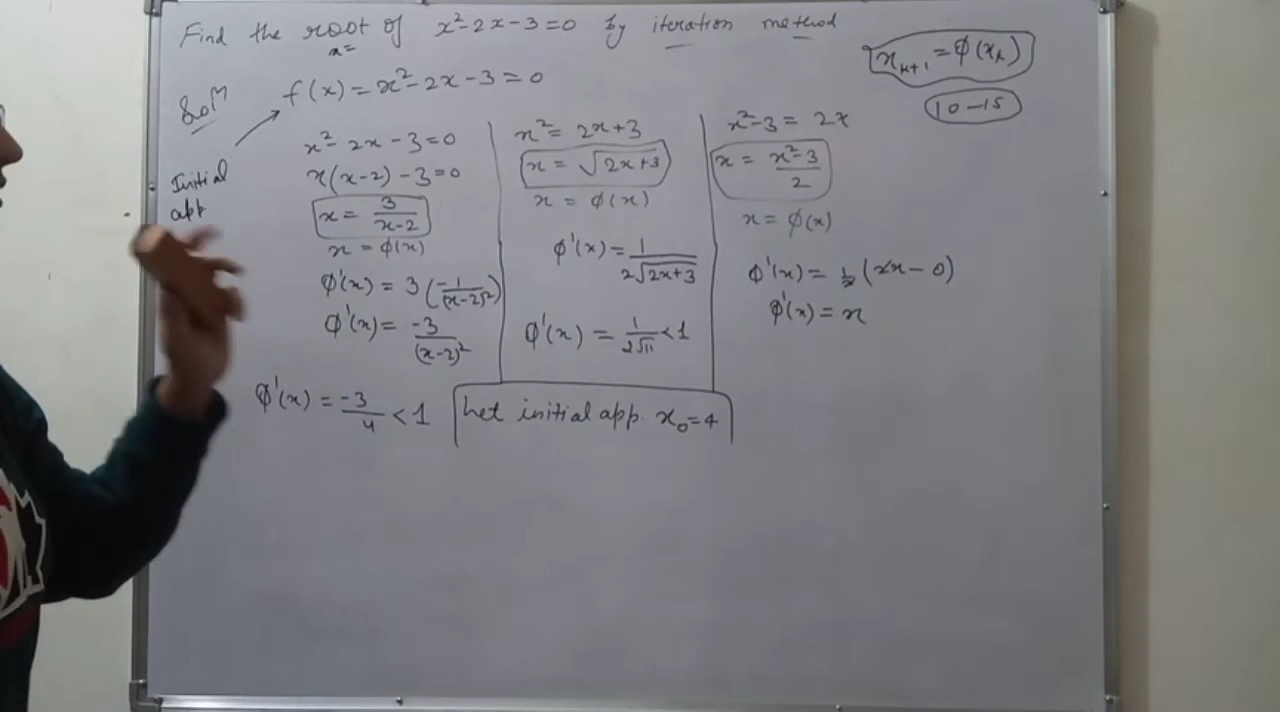 Find the root of x²-2x-3=0 by iteration method
x=
x_{k+1} = φ(x_k)
10-15
Solⁿ
f(x) = x²-2x-3=0
Initial
app
x²-2x-3=0
x(x-2)-3=0
x = 3/(x-2)
x = φ(x)
φ'(x) = 3(-1/(x-2)²)
φ'(x) = -3/(x-2)²
φ'(x) = -3/4 < 1
x² = 2x+3
x = √(2x+3)
x = φ(x)
φ'(x) = 1/(2√(2x+3))
φ'(x) = 1/(2√11) < 1
x²-3 = 2x
x = (x²-3)/2
x = φ(x)
φ'(x) = 1/2 (2x-0)
φ'(x) = x
Let initial app. x₀=4